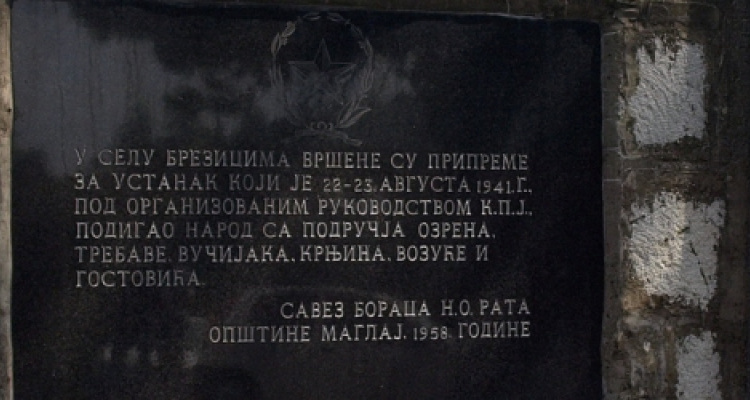 У СЕЛУ БРЕЗИЦИМА ВРШЕНЕ СУ ПРИПРЕМЕ
ЗА УСТАНАК КОЈИ ЈЕ 22-23. АВГУСТА 1941.Г.,
ПОД ОРГАНИЗОВАНИМ РУКОВОДСТВОМ К.П.Ј.,
ПОДИГАО НАРОД СА ПОДРУЧЈА ОЗРЕНА,
ТРЕБАВЕ, ВУЧИЈАКА, КРЊИНА, ВОЗУЋЕ И
ГОСТОВИЋА.
САВЕЗ БОРАЦА Н.О. РАТА
ОПШТИНЕ МАГЛАЈ, 1958. ГОДИНЕ